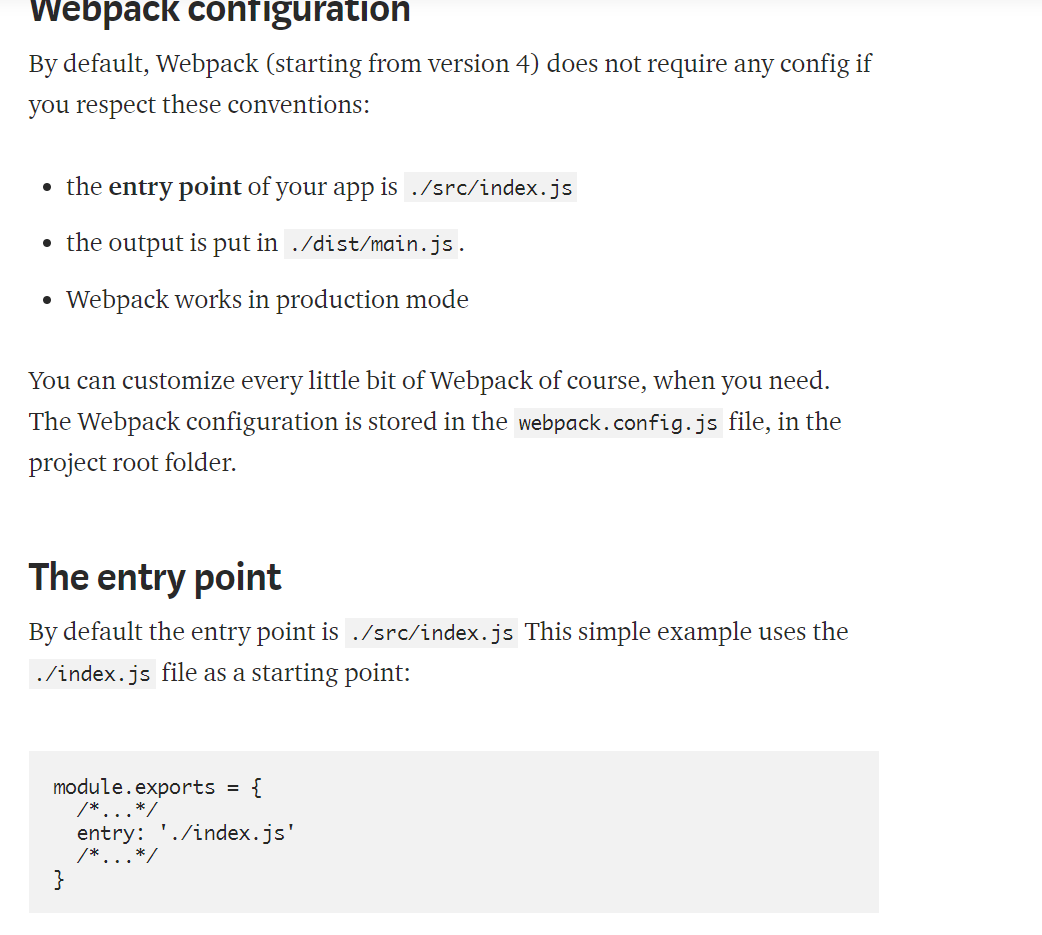 Webpack configuration
By default, Webpack (starting from version 4) does not require any config if
you respect these conventions:
• the entry point of your app is ./src/index.js
• the output is put in ./dist/main.js.
• Webpack works in production mode
You can customize every little bit of Webpack of course, when you need.
The Webpack configuration is stored in the webpack.config.js file, in the
project root folder.
The entry point
By default the entry point is ./src/index.js This simple example uses the
./index.js file as a starting point:
module.exports = {
  /*...*/
  entry: './index.js'
  /*...*/
}